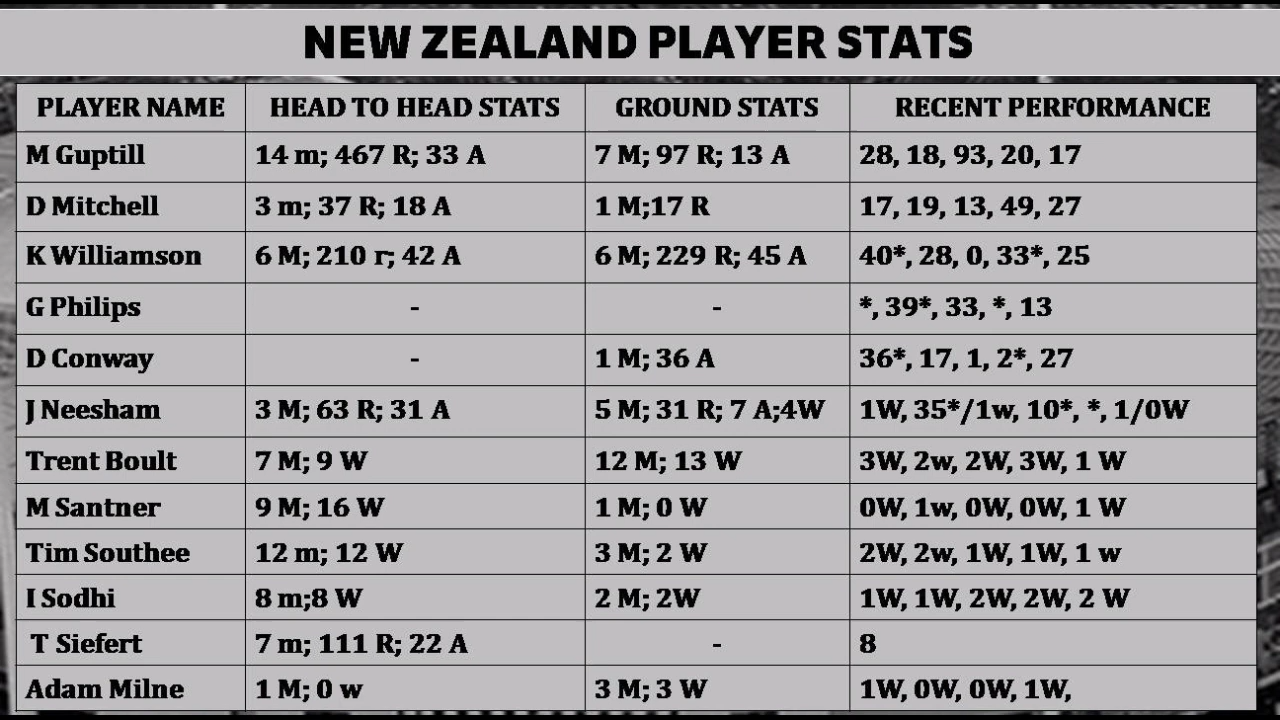 NEW ZEALAND PLAYER STATS
PLAYER NAME HEAD TO HEAD STATS GROUND STATS RECENT PERFORMANCE
M Guptill 14 m; 467 R; 33 A 7 M; 97 R; 13 A 28, 18, 93, 20, 17
D Mitchell 3 m; 37 R; 18 A 1 M;17 R 17, 19, 13, 49, 27
K Williamson 6 M; 210 r; 42 A 6 M; 229 R; 45 A 40*, 28, 0, 33*, 25
G Philips - - *, 39*, 33, *, 13
D Conway - 1 M; 36 A 36*, 17, 1, 2*, 27
J Neesham 3 M; 63 R; 31 A 5 M; 31 R; 7 A;4W 1W, 35*/1w, 10*, *, 1/0W
Trent Boult 7 M; 9 W 12 M; 13 W 3W, 2w, 2W, 3W, 1 W
M Santner 9 M; 16 W 1 M; 0 W 0W, 1w, 0W, 0W, 1 W
Tim Southee 12 m; 12 W 3 M; 2 W 2W, 2w, 1W, 1W, 1 w
I Sodhi 8 m;8 W 2 M; 2W 1W, 1W, 2W, 2W, 2 W
T Siefert 7 m; 111 R; 22 A - 8
Adam Milne 1 M; 0 w 3 M; 3 W 1W, 0W, 0W, 1W,